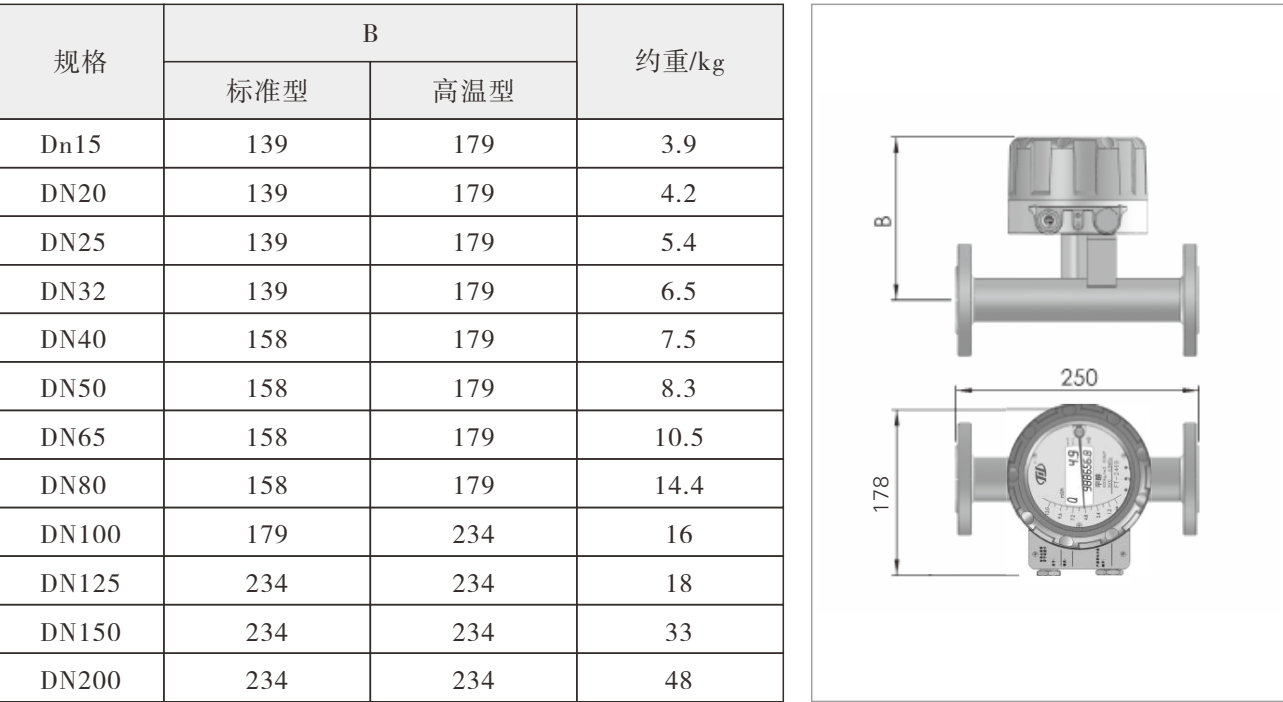 规格 B 约重/kg
标准型 高温型
Dn15 139 179 3.9
DN20 139 179 4.2
DN25 139 179 5.4
DN32 139 179 6.5
DN40 158 179 7.5
DN50 158 179 8.3
DN65 158 179 10.5
DN80 158 179 14.4
DN100 179 234 16
DN125 234 234 18
DN150 234 234 33
DN200 234 234 48
B
250
178